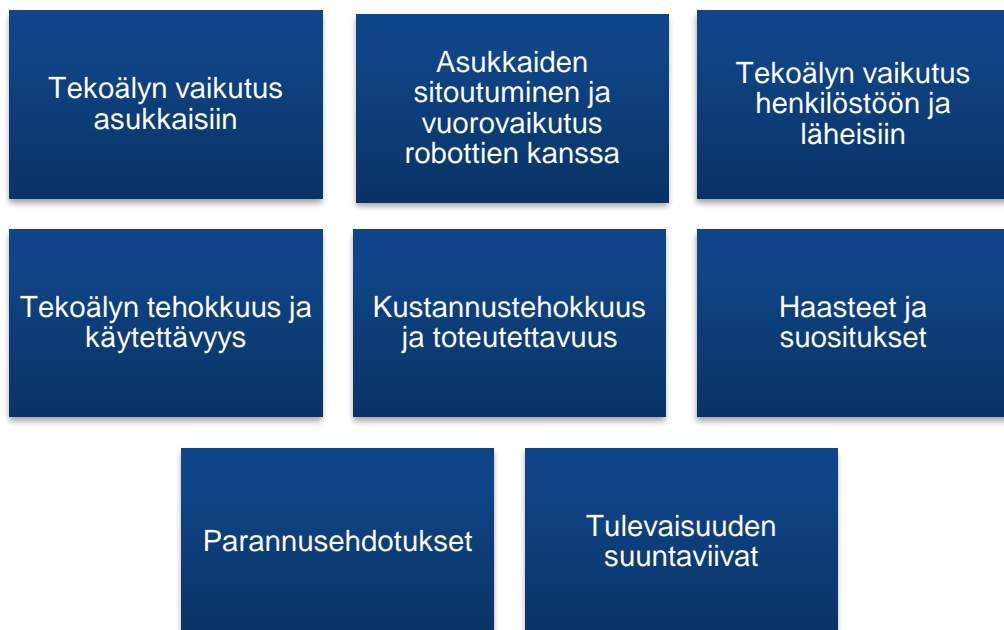 Tekoälyn vaikutus
asukkaisiin
Asukkaiden
sitoutuminen ja
vuorovaikutus
robottien kanssa
Tekoälyn vaikutus
henkilöstöön ja
läheisiin
Tekoälyn tehokkuus ja
käytettävyys
Kustannustehokkuus
ja toteutettavuus
Haasteet ja
suositukset
Parannusehdotukset
Tulevaisuuden
suuntaviivat